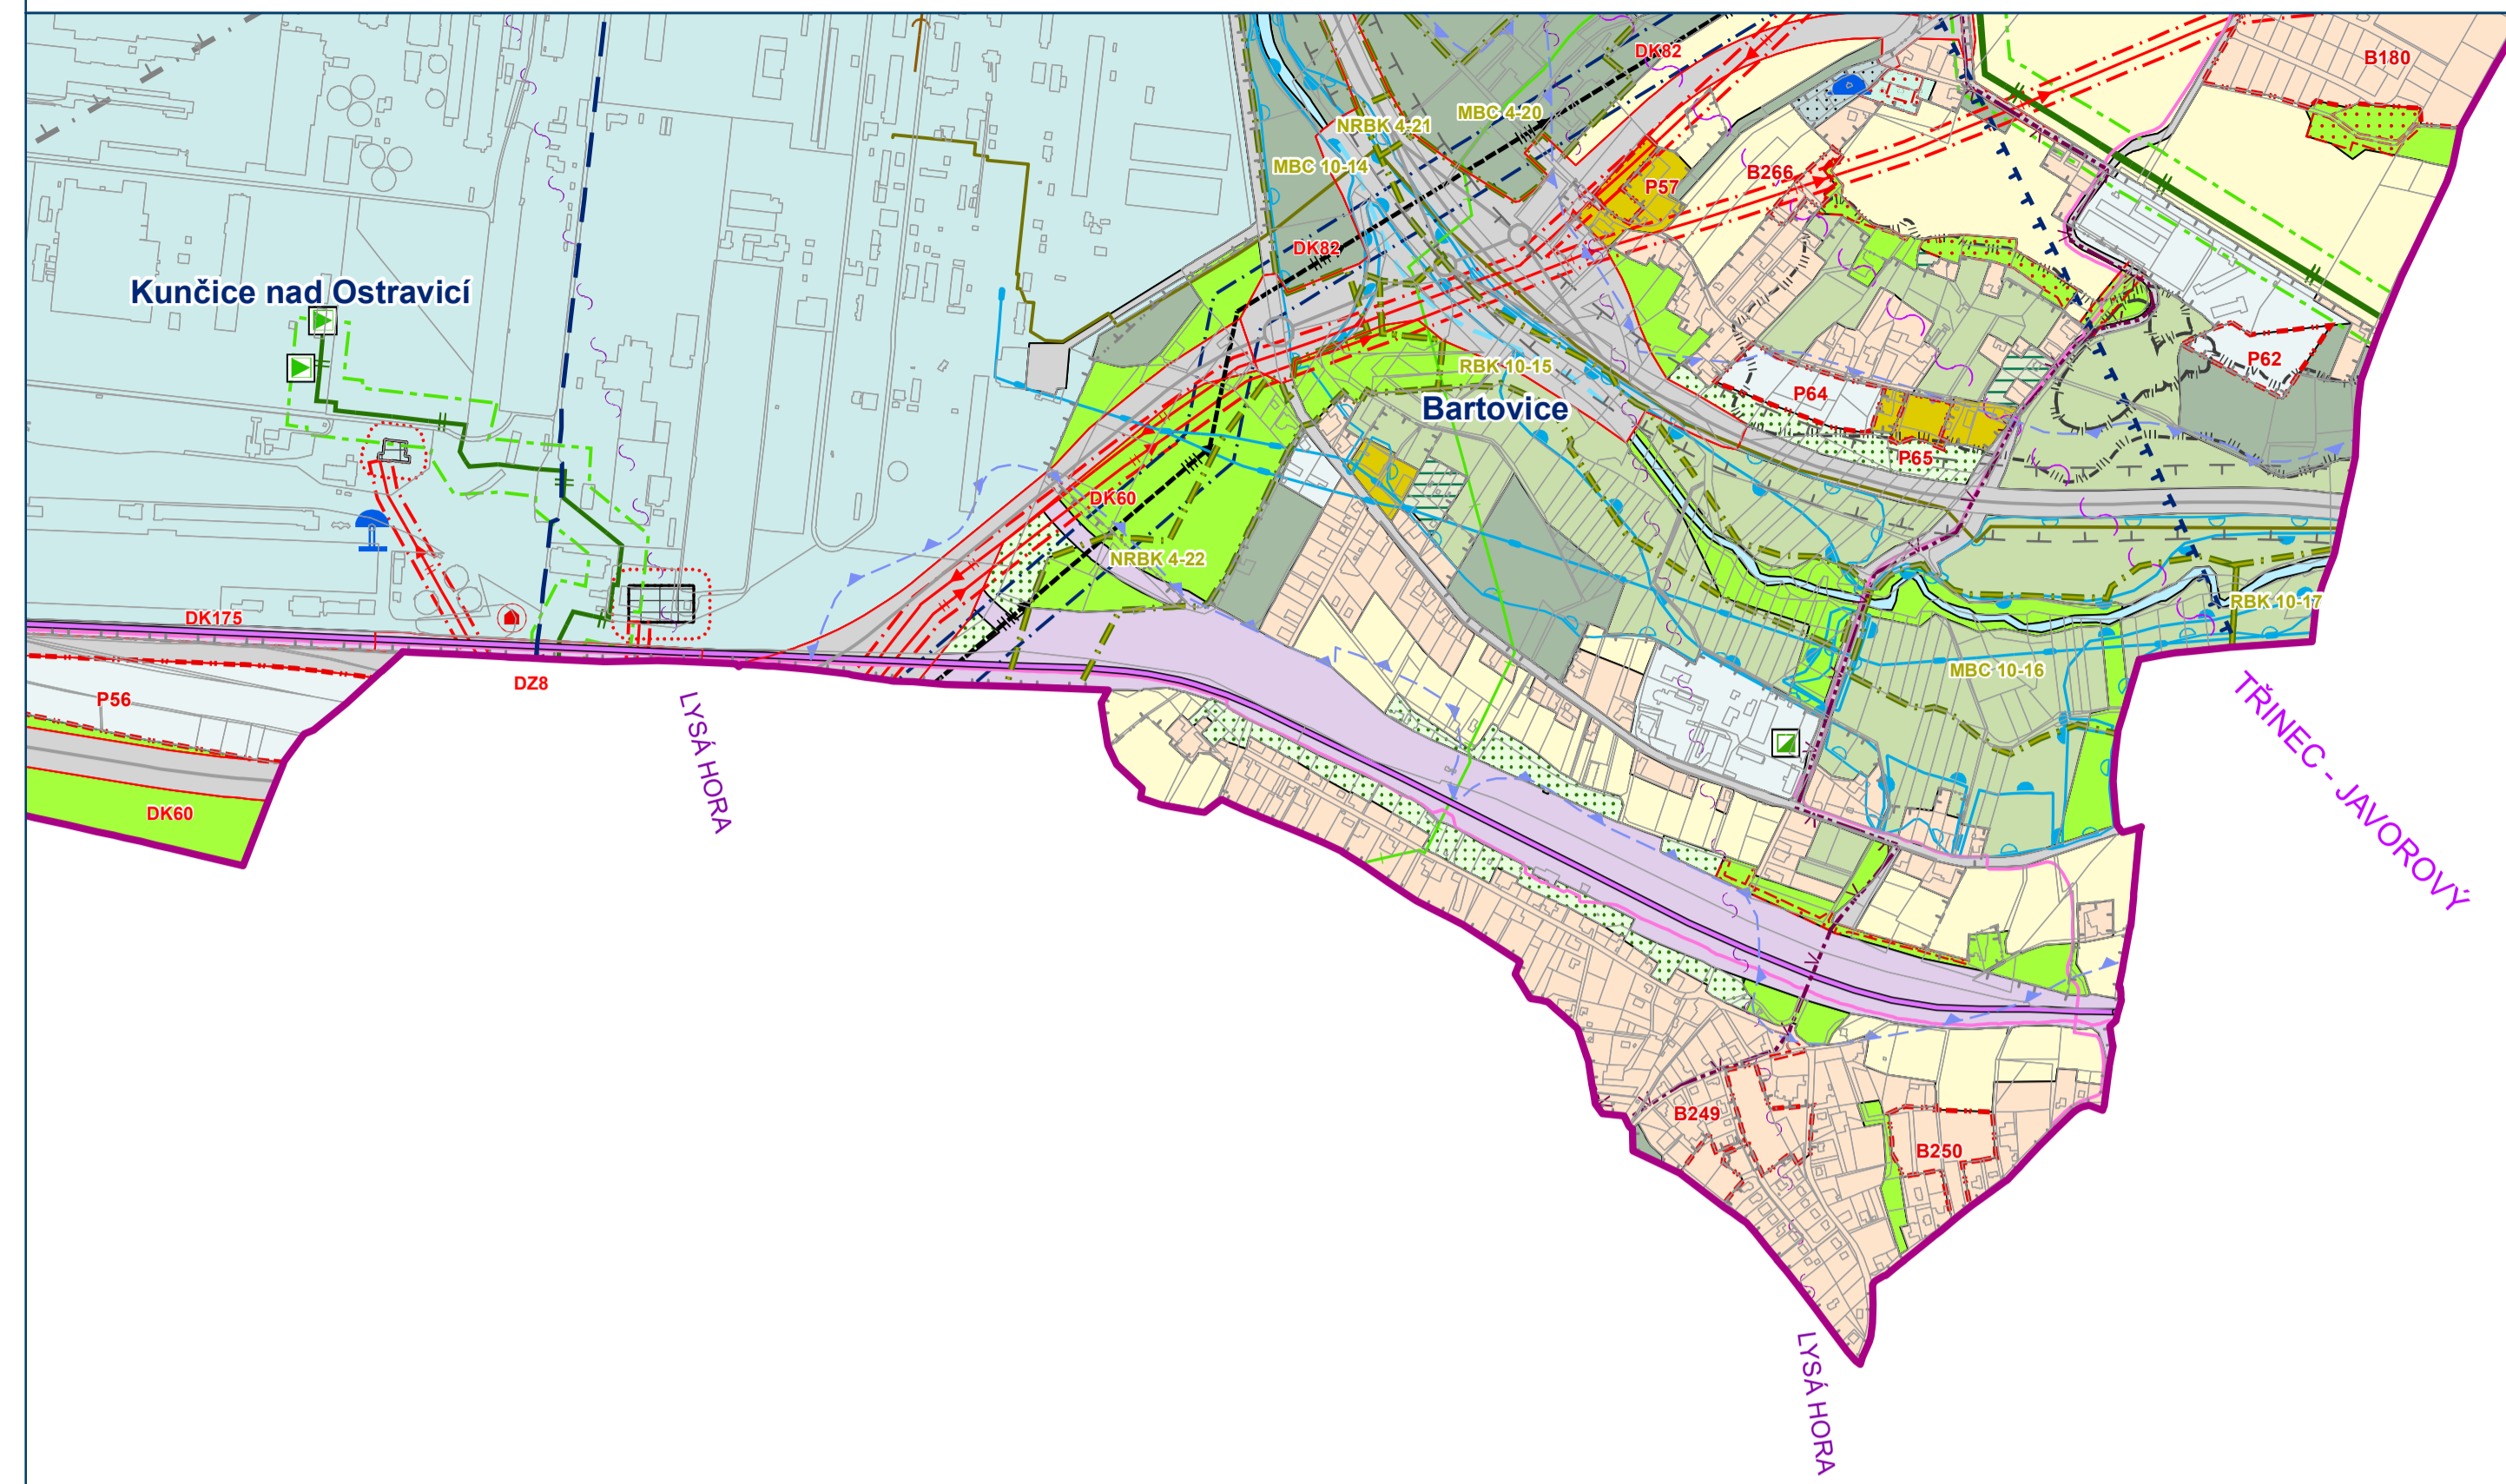 DK82
B180
MBC 4-20
NRBK 4-21
MBC 10-14
B266
P57
DK82
Kunčice nad Ostravicí
P62
RBK 10-15
P64
Bartovice
P65
DK60
NRBK 4-22
RBK 10-17
DK175
MBC 10-16
DZ8
P56
LYSÁ HORA
TŘINEC - JAVOROVÝ
DK60
B249
B250
LYSÁ HORA